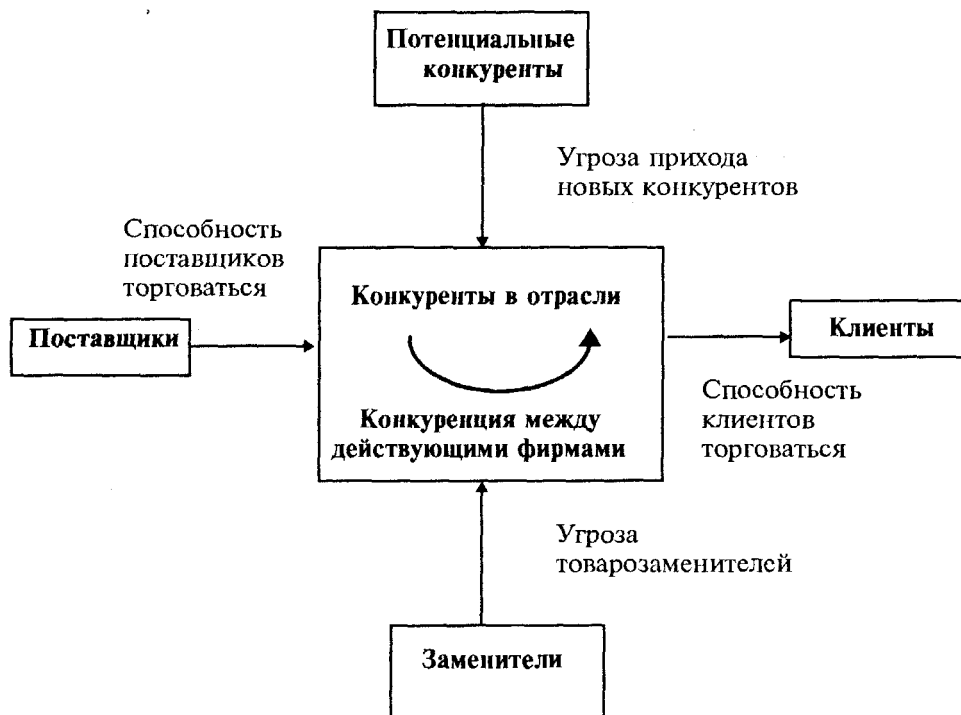 Потенциальные
конкуренты
Угроза прихода
новых конкурентов
Способность
поставщиков
торговаться
Поставщики
Конкуренты в отрасли
Конкуренция между
действующими фирмами
Клиенты
Способность
клиентов
торговаться
Угроза
товарозаменителей
Заменители